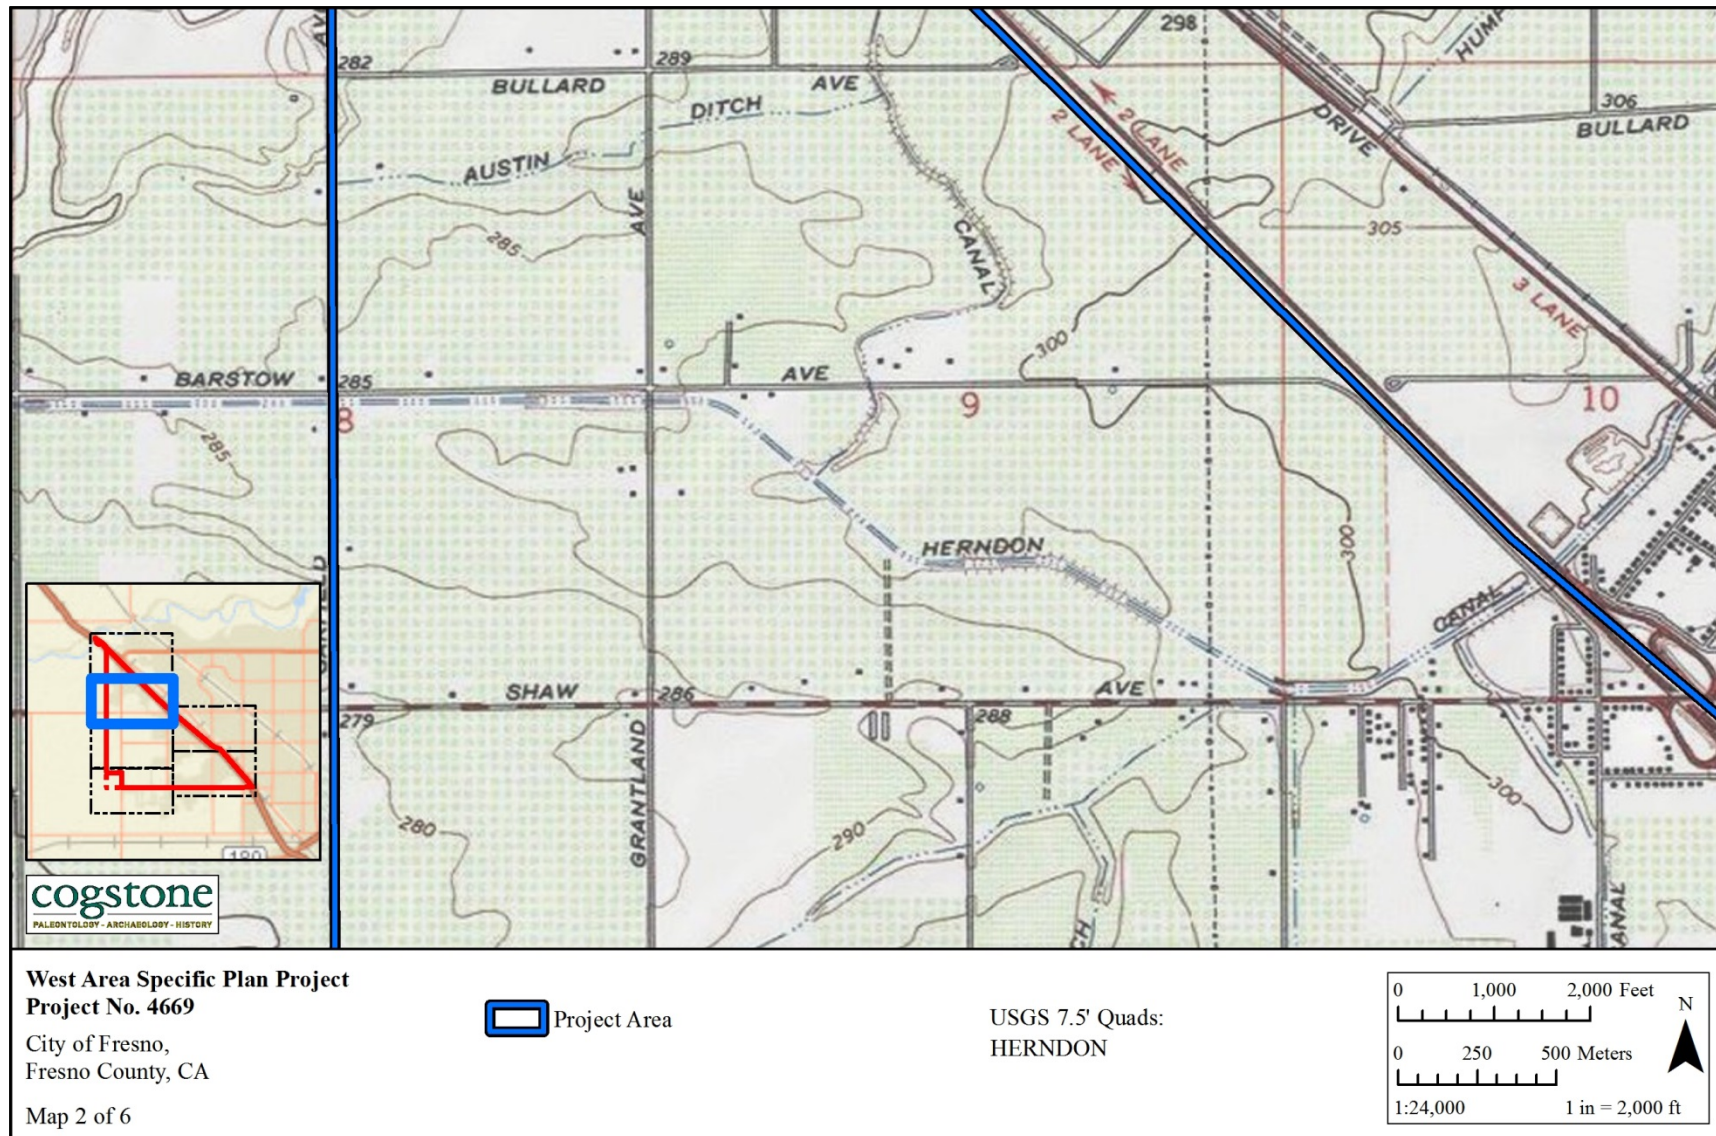 AVE
282
BULLARD
289
AVE
298
HUMP
DRIVE
306
BULLARD
DITCH
AUSTIN
2 LANE
2 LANE
AVE
285
CANAL
305
3 LANE
300
BARSTOW
285
AVE
8
9
10
285
HERNDON
300
CANAL
GARFIELD
SHAW
286
AVE
279
288
GRANTLAND
280
290
300
CH
ANAL
180
cogstone
PALEONTOLOGY - ARCHAEOLOGY - HISTORY
West Area Specific Plan Project
Project No. 4669
City of Fresno,
Fresno County, CA
Map 2 of 6
Project Area
USGS 7.5' Quads:
HERNDON
0 1,000 2,000 Feet
0 250 500 Meters
1:24,000 1 in = 2,000 ft
N